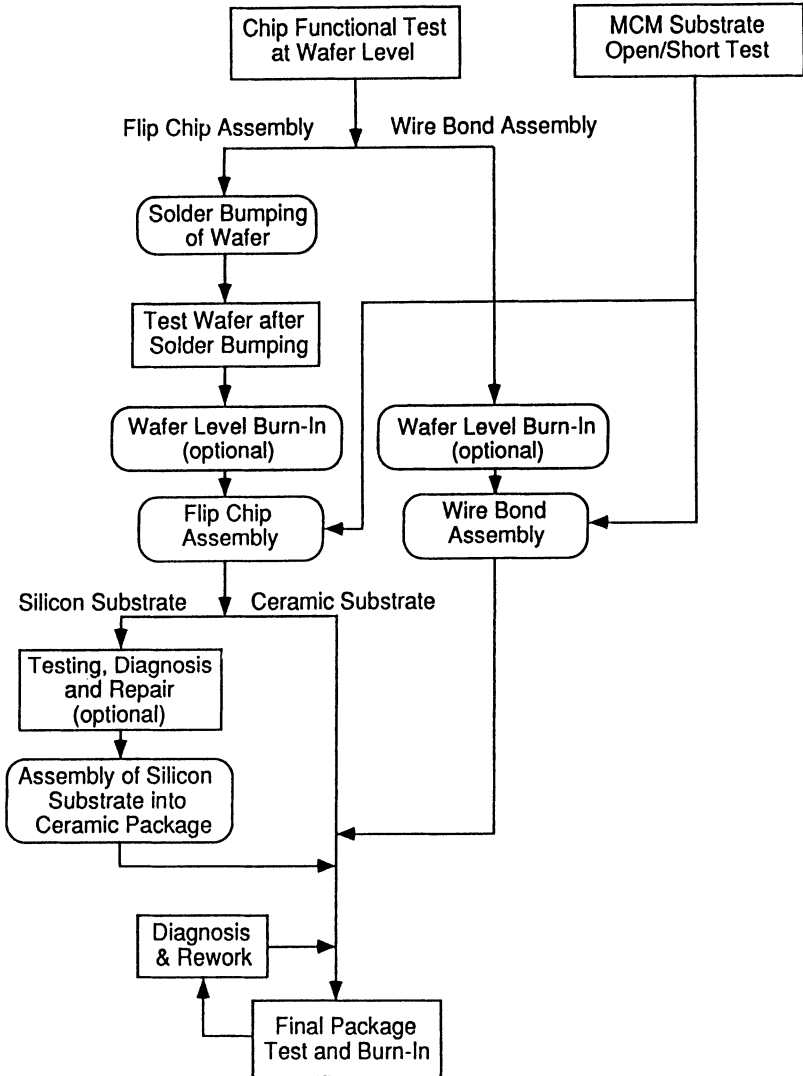 Chip Functional Test
at Wafer Level
MCM Substrate
Open/Short Test
Flip Chip Assembly
Wire Bond Assembly
Solder Bumping
of Wafer
Test Wafer after
Solder Bumping
Wafer Level Burn-In
(optional)
Wafer Level Burn-In
(optional)
Flip Chip
Assembly
Wire Bond
Assembly
Silicon Substrate
Ceramic Substrate
Testing, Diagnosis
and Repair
(optional)
Assembly of Silicon
Substrate into
Ceramic Package
Diagnosis
& Rework
Final Package
Test and Burn-In